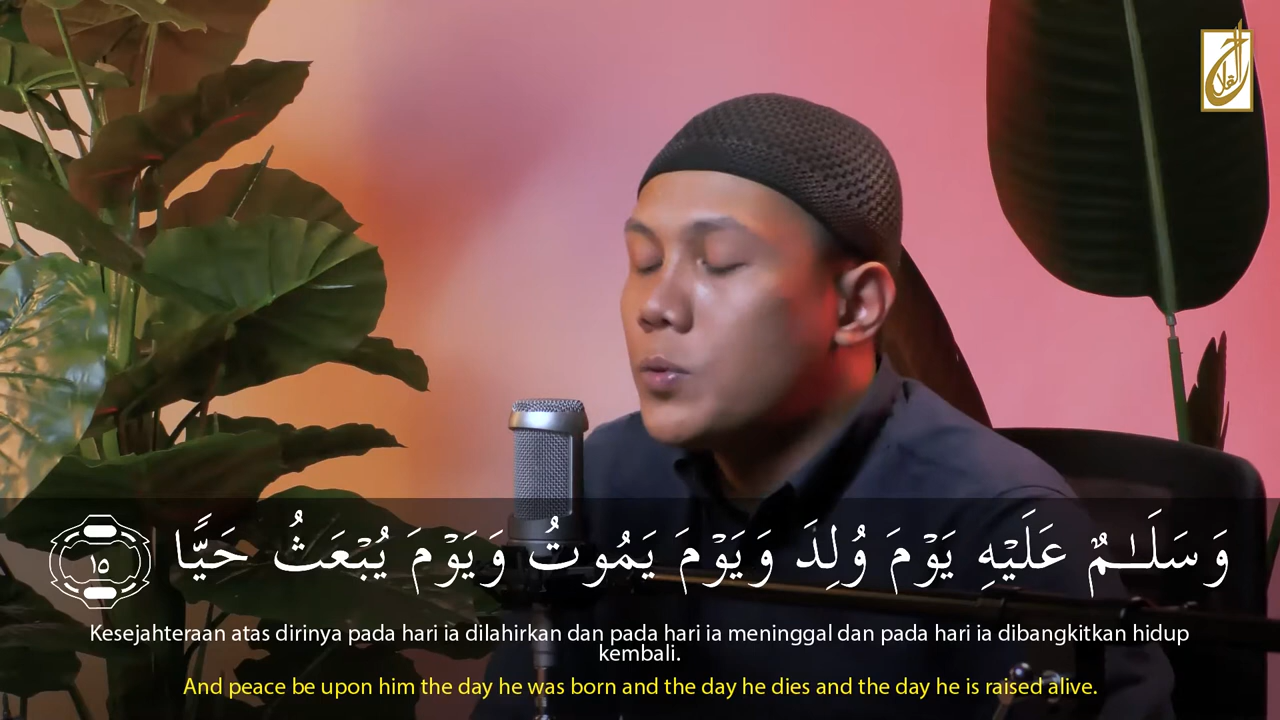 وَسَلَـٰمٌ عَلَيْهِ يَوْمَ وُلِدَ وَيَوْمَ يَمُوتُ وَيَوْمَ يُبْعَثُ حَيًّا ١٥
Kesejahteraan atas dirinya pada hari ia dilahirkan dan pada hari ia meninggal dan pada hari ia dibangkitkan hidup
kembali.
And peace be upon him the day he was born and the day he dies and the day he is raised alive.